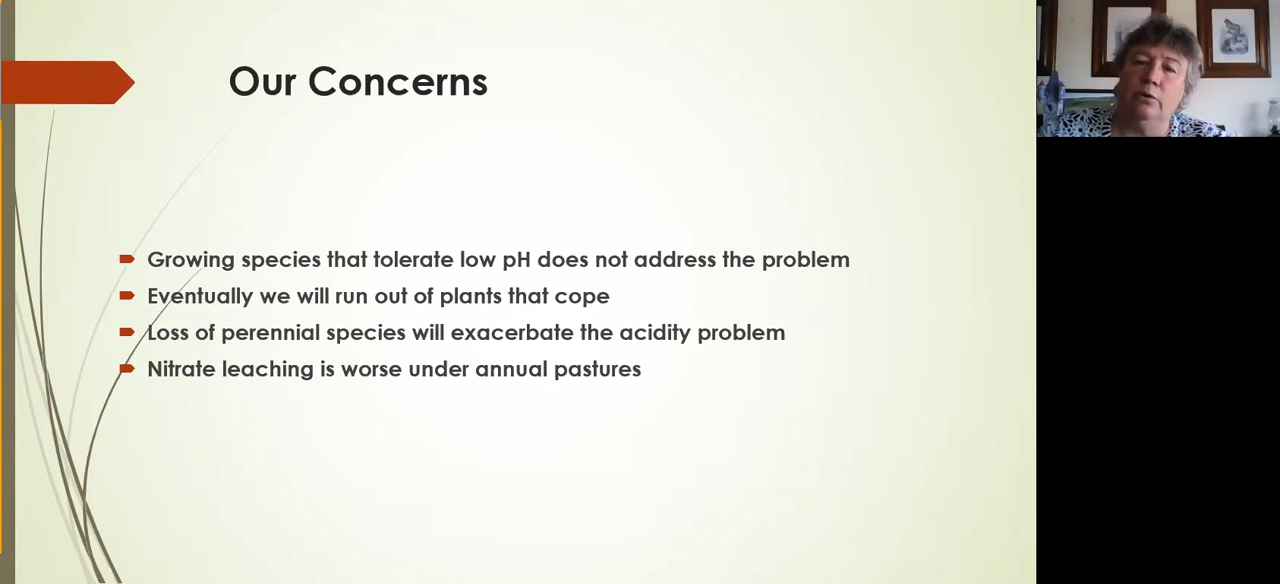 Our Concerns
Growing species that tolerate low pH does not address the problem
Eventually we will run out of plants that cope
Loss of perennial species will exacerbate the acidity problem
Nitrate leaching is worse under annual pastures